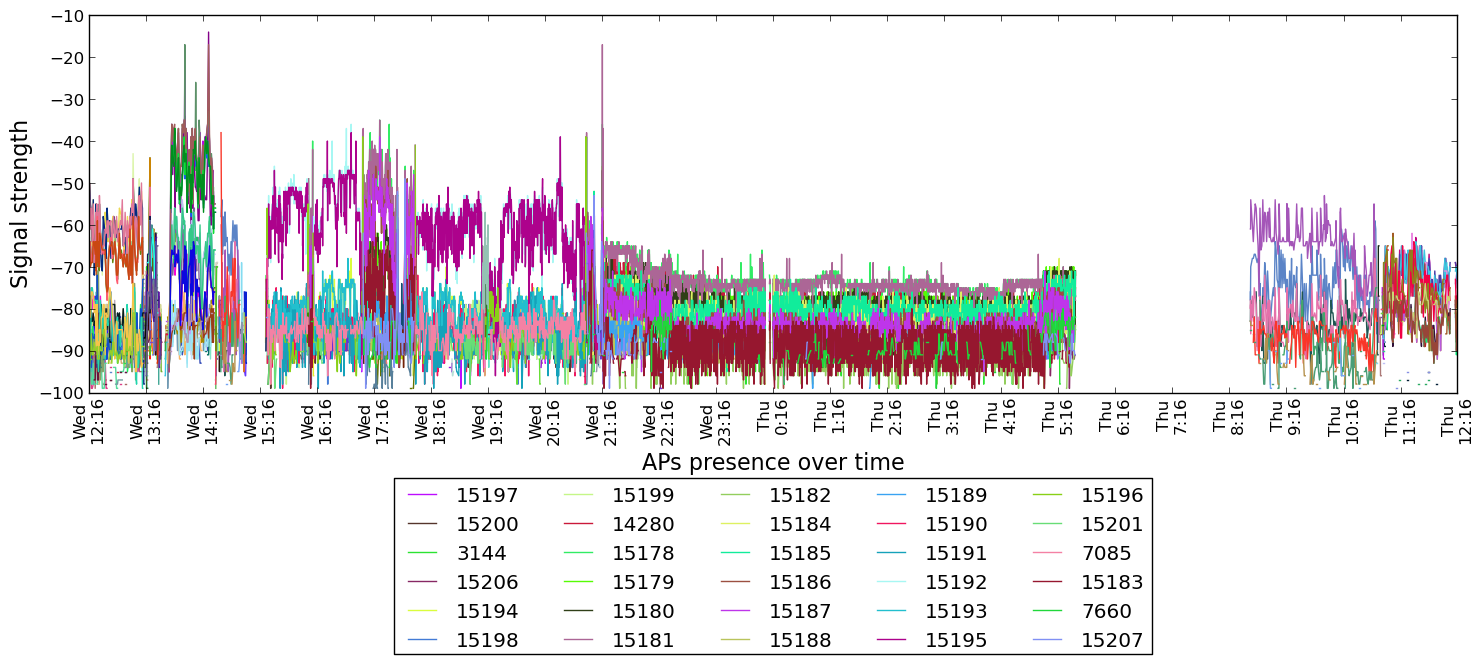 Signal strength
−10
−20
−30
−40
−50
−60
−70
−80
−90
−100
Wed 12:16
Wed 13:16
Wed 14:16
Wed 15:16
Wed 16:16
Wed 17:16
Wed 18:16
Wed 19:16
Wed 20:16
Wed 21:16
Wed 22:16
Wed 23:16
Thu 0:16
Thu 1:16
Thu 2:16
Thu 3:16
Thu 4:16
Thu 5:16
Thu 6:16
Thu 7:16
Thu 8:16
Thu 9:16
Thu 10:16
Thu 11:16
Thu 12:16
APs presence over time
15197 15199 15182 15189 15196
15200 14280 15184 15190 15201
3144 15178 15185 15191 7085
15206 15179 15186 15192 15183
15194 15180 15187 15193 7660
15198 15181 15188 15195 15207